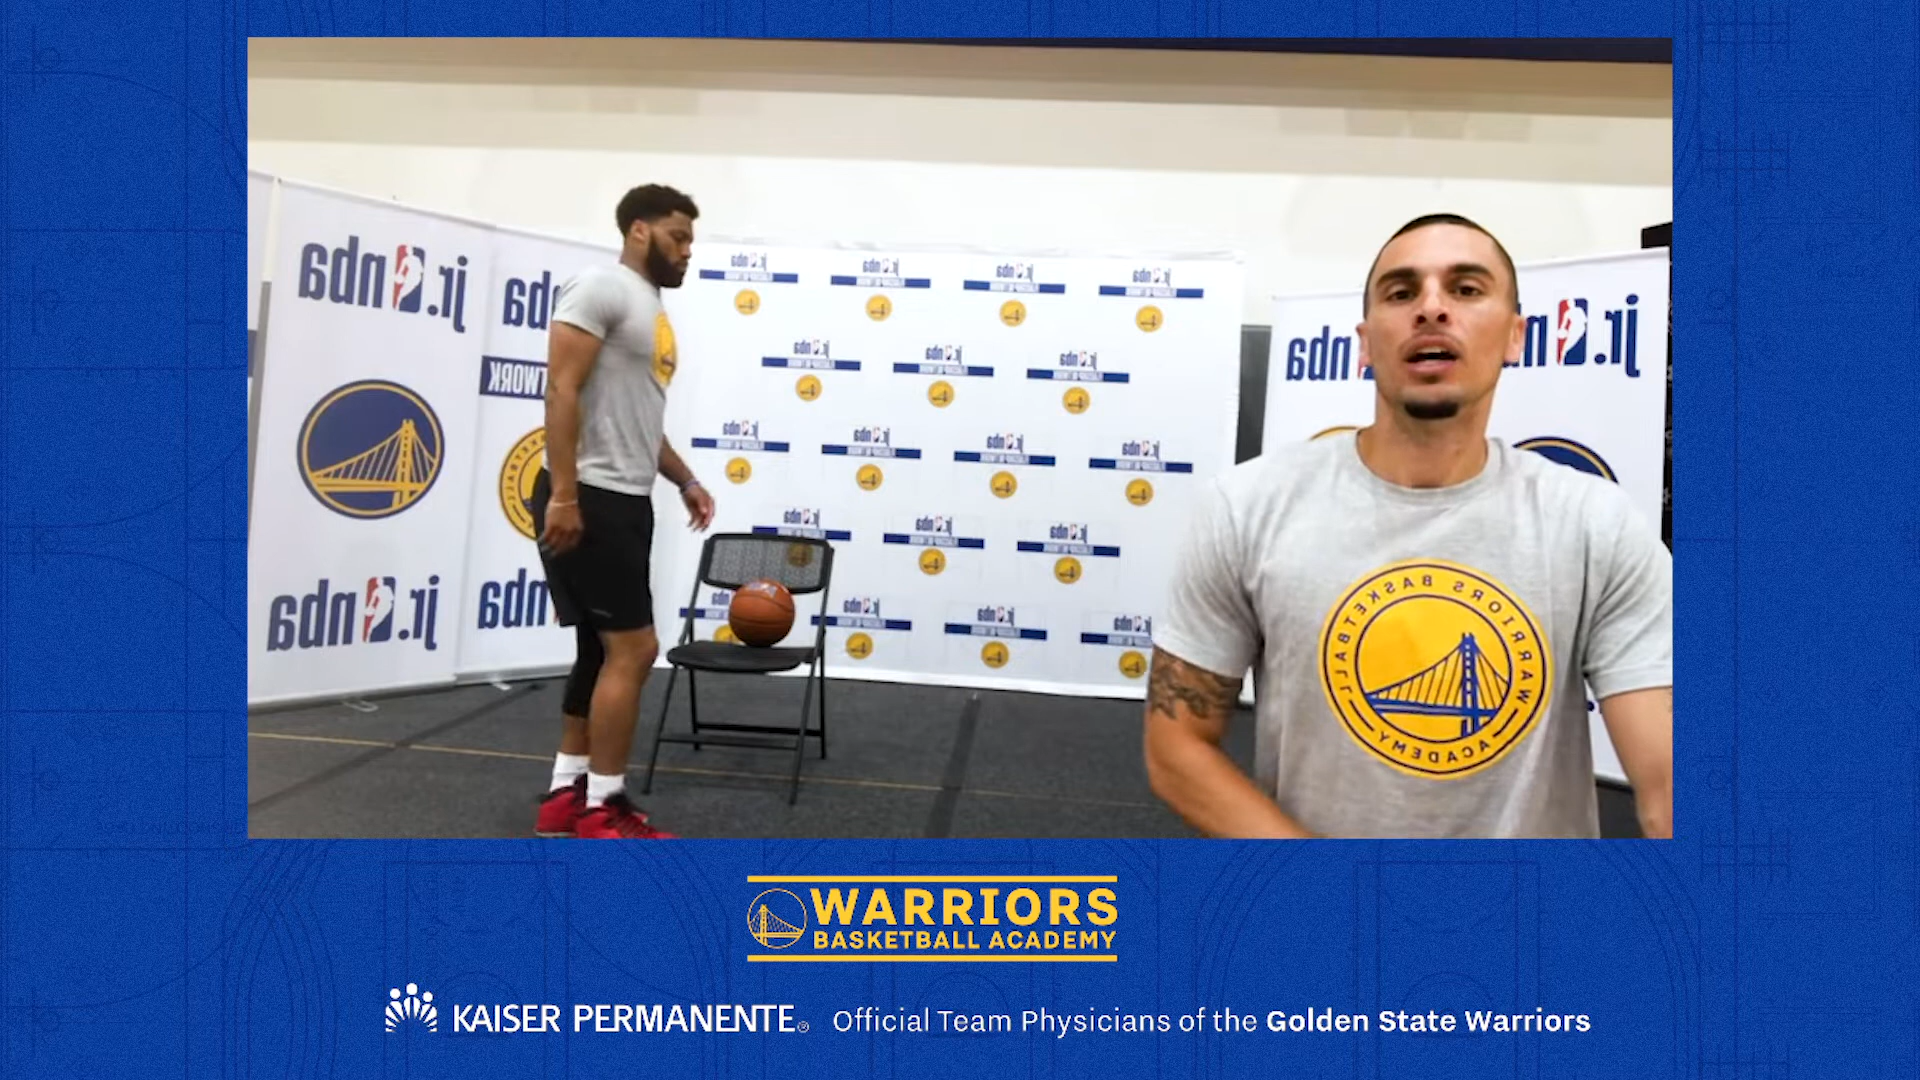 jr.nba
jr.nba
TWORK
jr.nba
jr.nba
jr.nba
WARRIORS BASKETBALL
ACADEMY
WARRIORS
BASKETBALL ACADEMY
KAISER PERMANENTE® Official Team Physicians of the Golden State Warriors